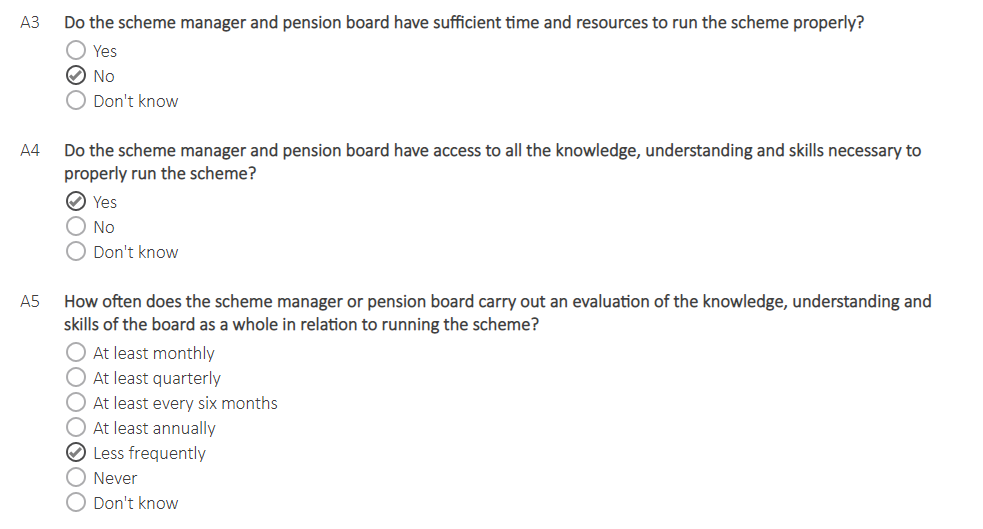 A3 Do the scheme manager and pension board have sufficient time and resources to run the scheme properly?
Yes
No
Don't know
A4 Do the scheme manager and pension board have access to all the knowledge, understanding and skills necessary to
properly run the scheme?
Yes
No
Don't know
A5 How often does the scheme manager or pension board carry out an evaluation of the knowledge, understanding and
skills of the board as a whole in relation to running the scheme?
At least monthly
At least quarterly
At least every six months
At least annually
Less frequently
Never
Don't know